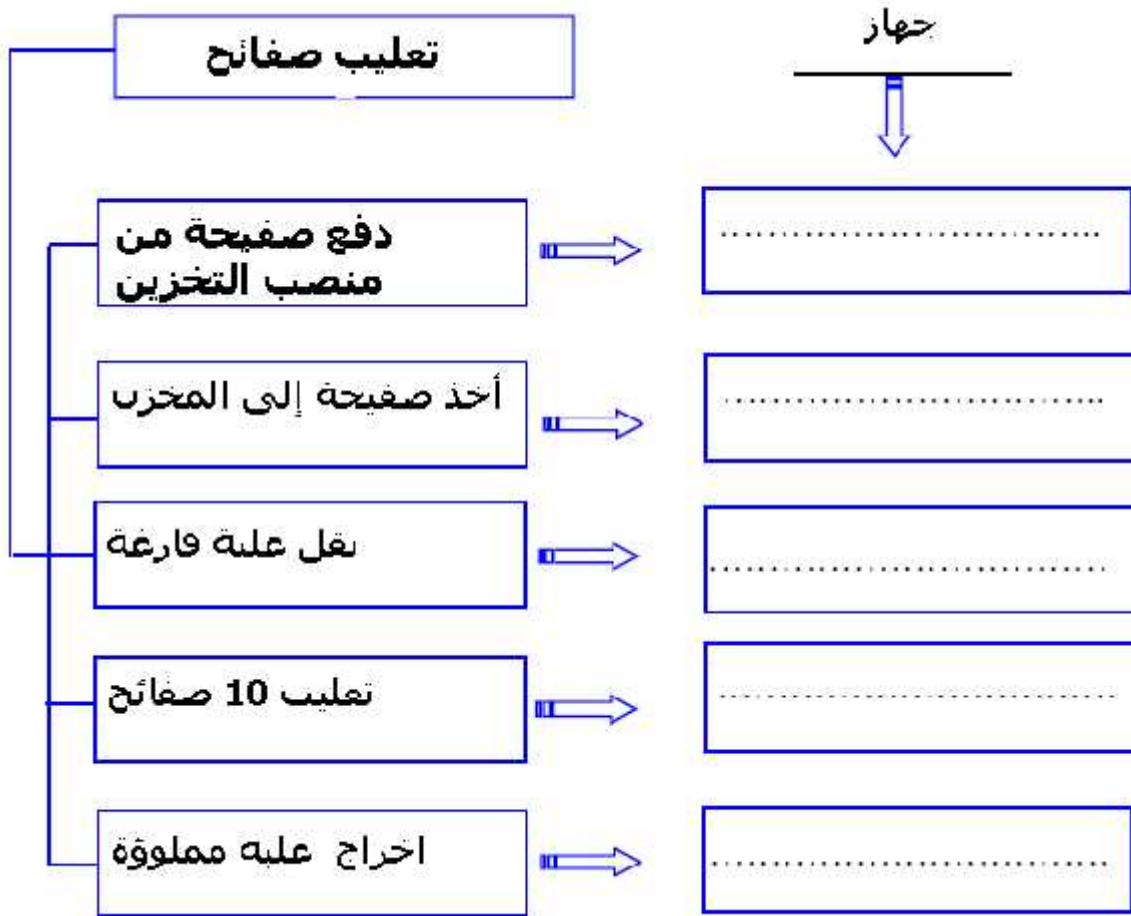 تعليب صفائح
جهاز
دفع صفيحة من
منصب التخزين
أخذ صفيحة إلى المخزن
نقل علبة فارغة
تعليب 10 صفائح
اخراج علبة مملوؤة